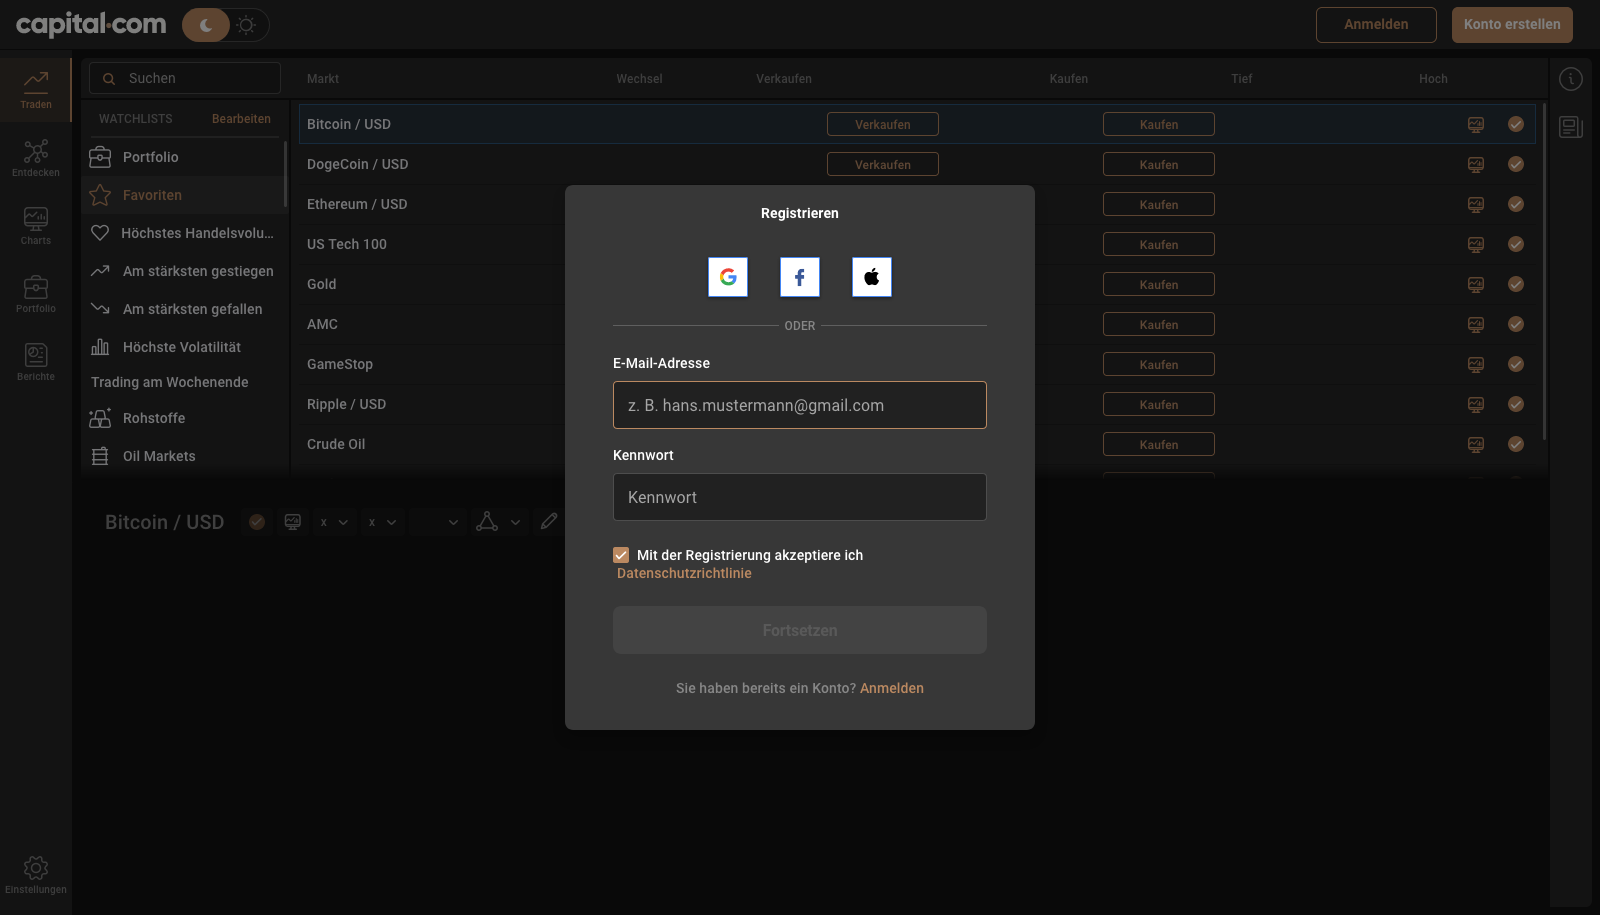 capital.com
Anmelden
Konto erstellen
Traden
Entdecken
Charts
Portfolio
Berichte
Einstellungen
Suchen
WATCHLISTS Bearbeiten
Portfolio
Favoriten
Höchstes Handelsvolu...
Am stärksten gestiegen
Am stärksten gefallen
Höchste Volatilität
Trading am Wochenende
Rohstoffe
Oil Markets
Markt Wechsel Verkaufen Kaufen Tief Hoch
Bitcoin / USD Verkaufen Kaufen
DogeCoin / USD Verkaufen Kaufen
Ethereum / USD Kaufen
US Tech 100 Kaufen
Gold Kaufen
AMC Kaufen
GameStop Kaufen
Ripple / USD Kaufen
Crude Oil Kaufen
Bitcoin / USD x x
Registrieren
ODER
E-Mail-Adresse
z. B. hans.mustermann@gmail.com
Kennwort
Kennwort
Mit der Registrierung akzeptiere ich
Datenschutzrichtlinie
Fortsetzen
Sie haben bereits ein Konto? Anmelden